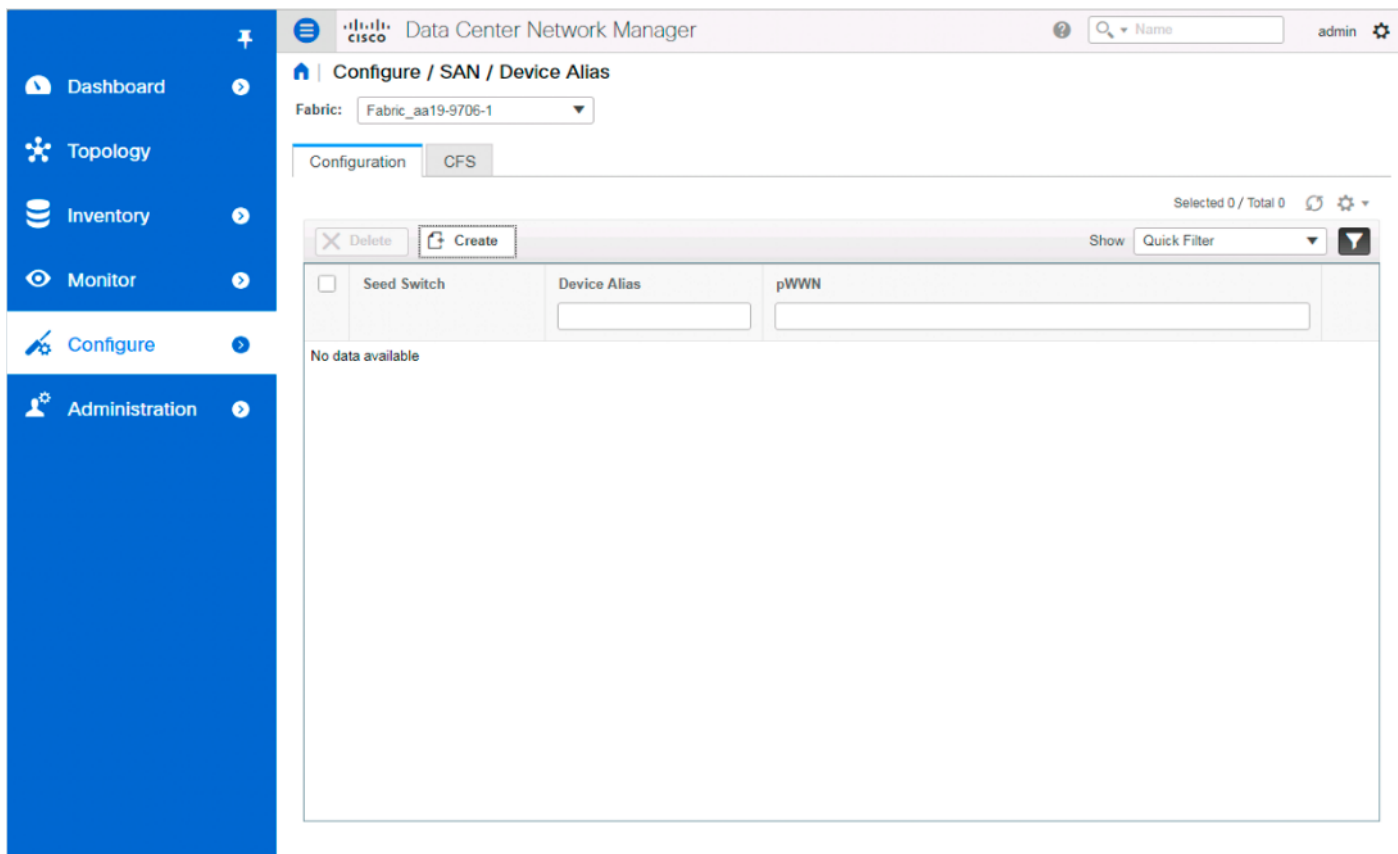 cisco Data Center Network Manager
Name
admin
Configure / SAN / Device Alias
Fabric: Fabric_aa19-9706-1
Configuration CFS
Selected 0 / Total 0
Delete Create Show Quick Filter
Seed Switch Device Alias pWWN
No data available
Dashboard
Topology
Inventory
Monitor
Configure
Administration